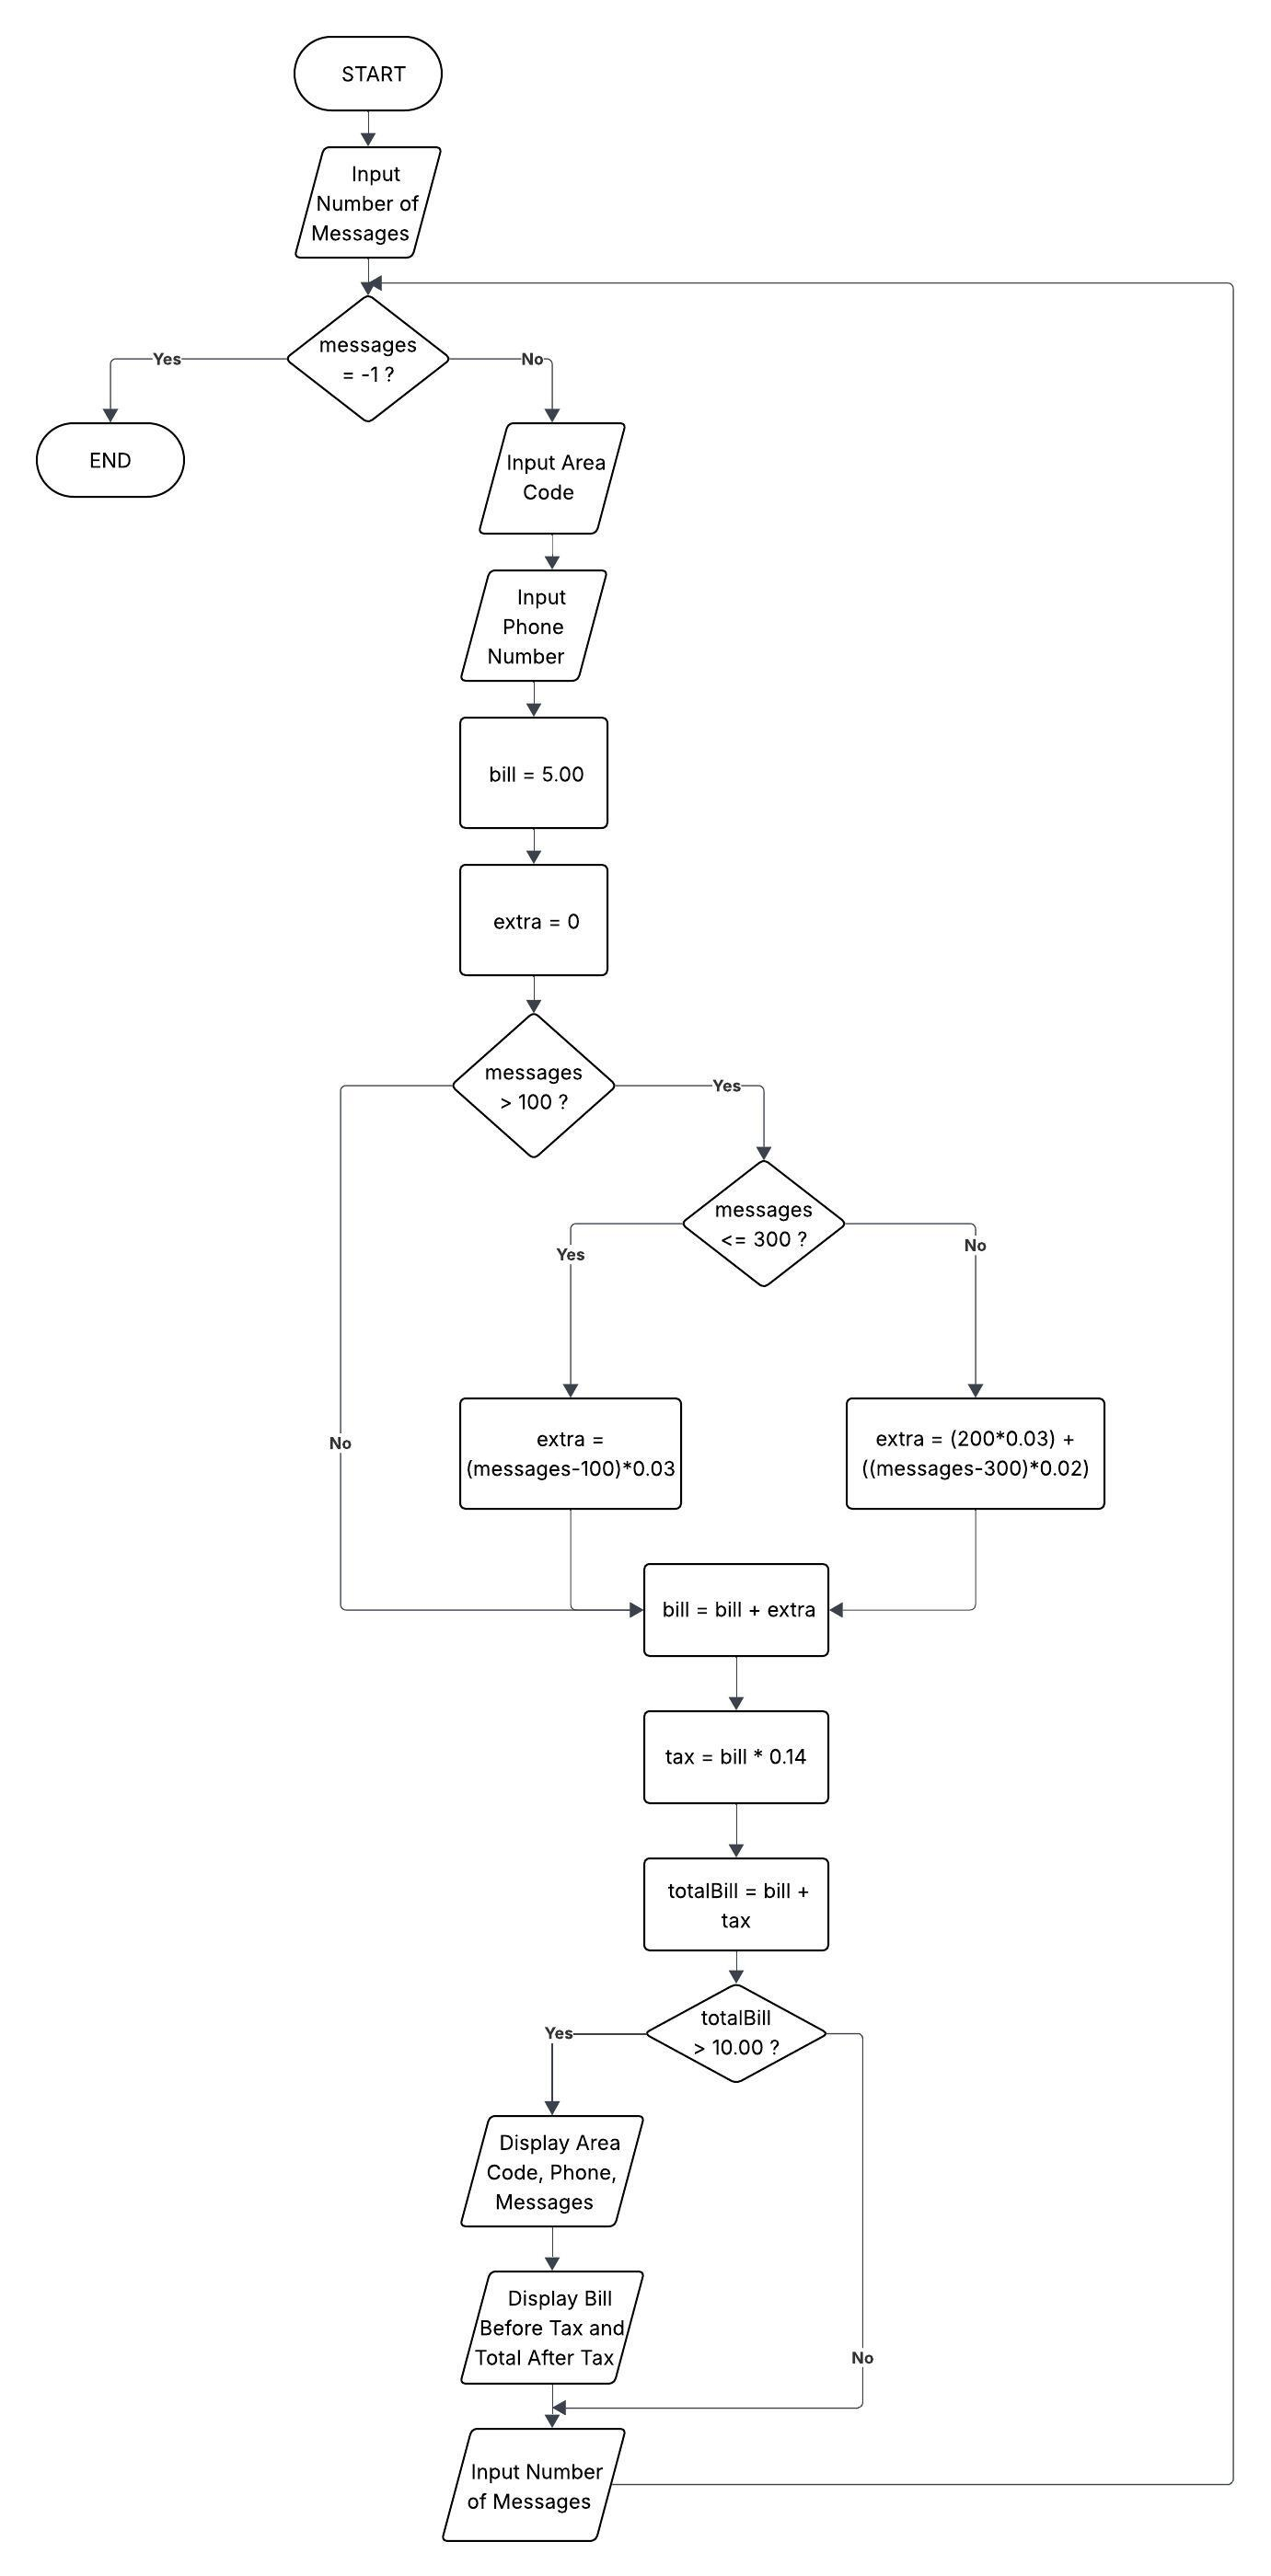 START
Input
Number of
Messages
messages
= -1 ?
Yes
No
END
Input Area
Code
Input
Phone
Number
bill = 5.00
extra = 0
messages
> 100 ?
Yes
messages
<= 300 ?
Yes
No
No
extra =
(messages-100)*0.03
extra = (200*0.03) +
((messages-300)*0.02)
bill = bill + extra
tax = bill * 0.14
totalBill = bill +
tax
totalBill
> 10.00 ?
Yes
Display Area
Code, Phone,
Messages
Display Bill
Before Tax and
Total After Tax
No
Input Number
of Messages